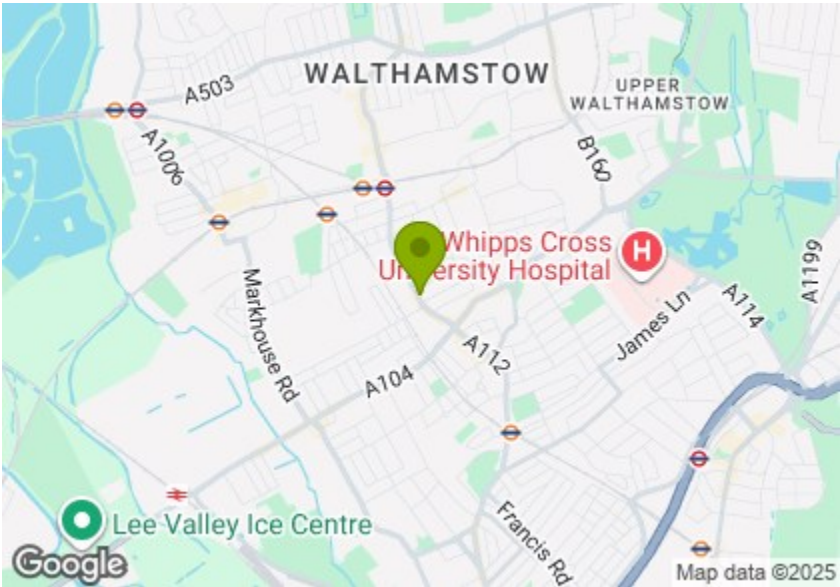 WALTHAMSTOW
A503
UPPER
WALTHAMSTOW
A1006
B160
Whipps Cross
University Hospital
H
A1199
Markhouse Rd
A114
James Ln
A112
A104
Lee Valley Ice Centre
Francis Rd
Google
Map data ©2025